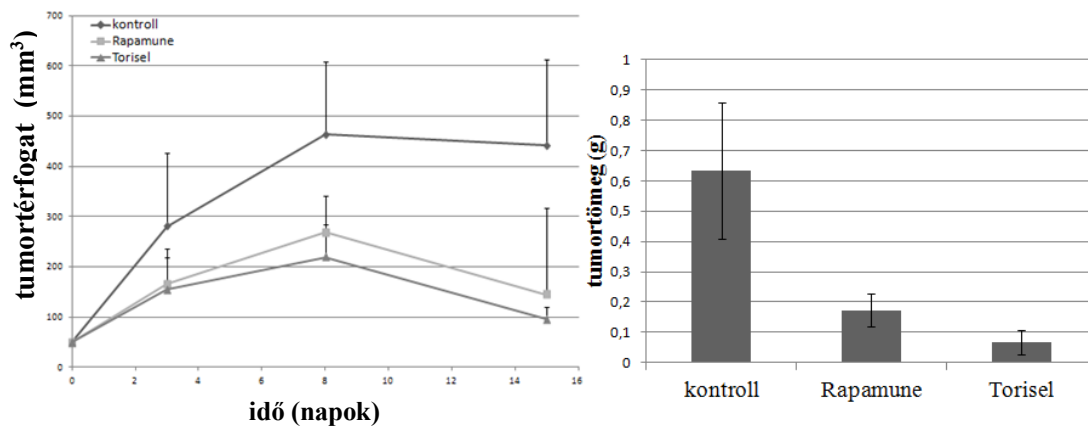 700
600
500
400
300
200
100
0
tumortérfogat (mm³)
kontroll
Rapamune
Torisel
0 2 4 6 8 10 12 14 16
idő (napok)
1
0,9
0,8
0,7
0,6
0,5
0,4
0,3
0,2
0,1
0
tumortömeg (g)
kontroll Rapamune Torisel